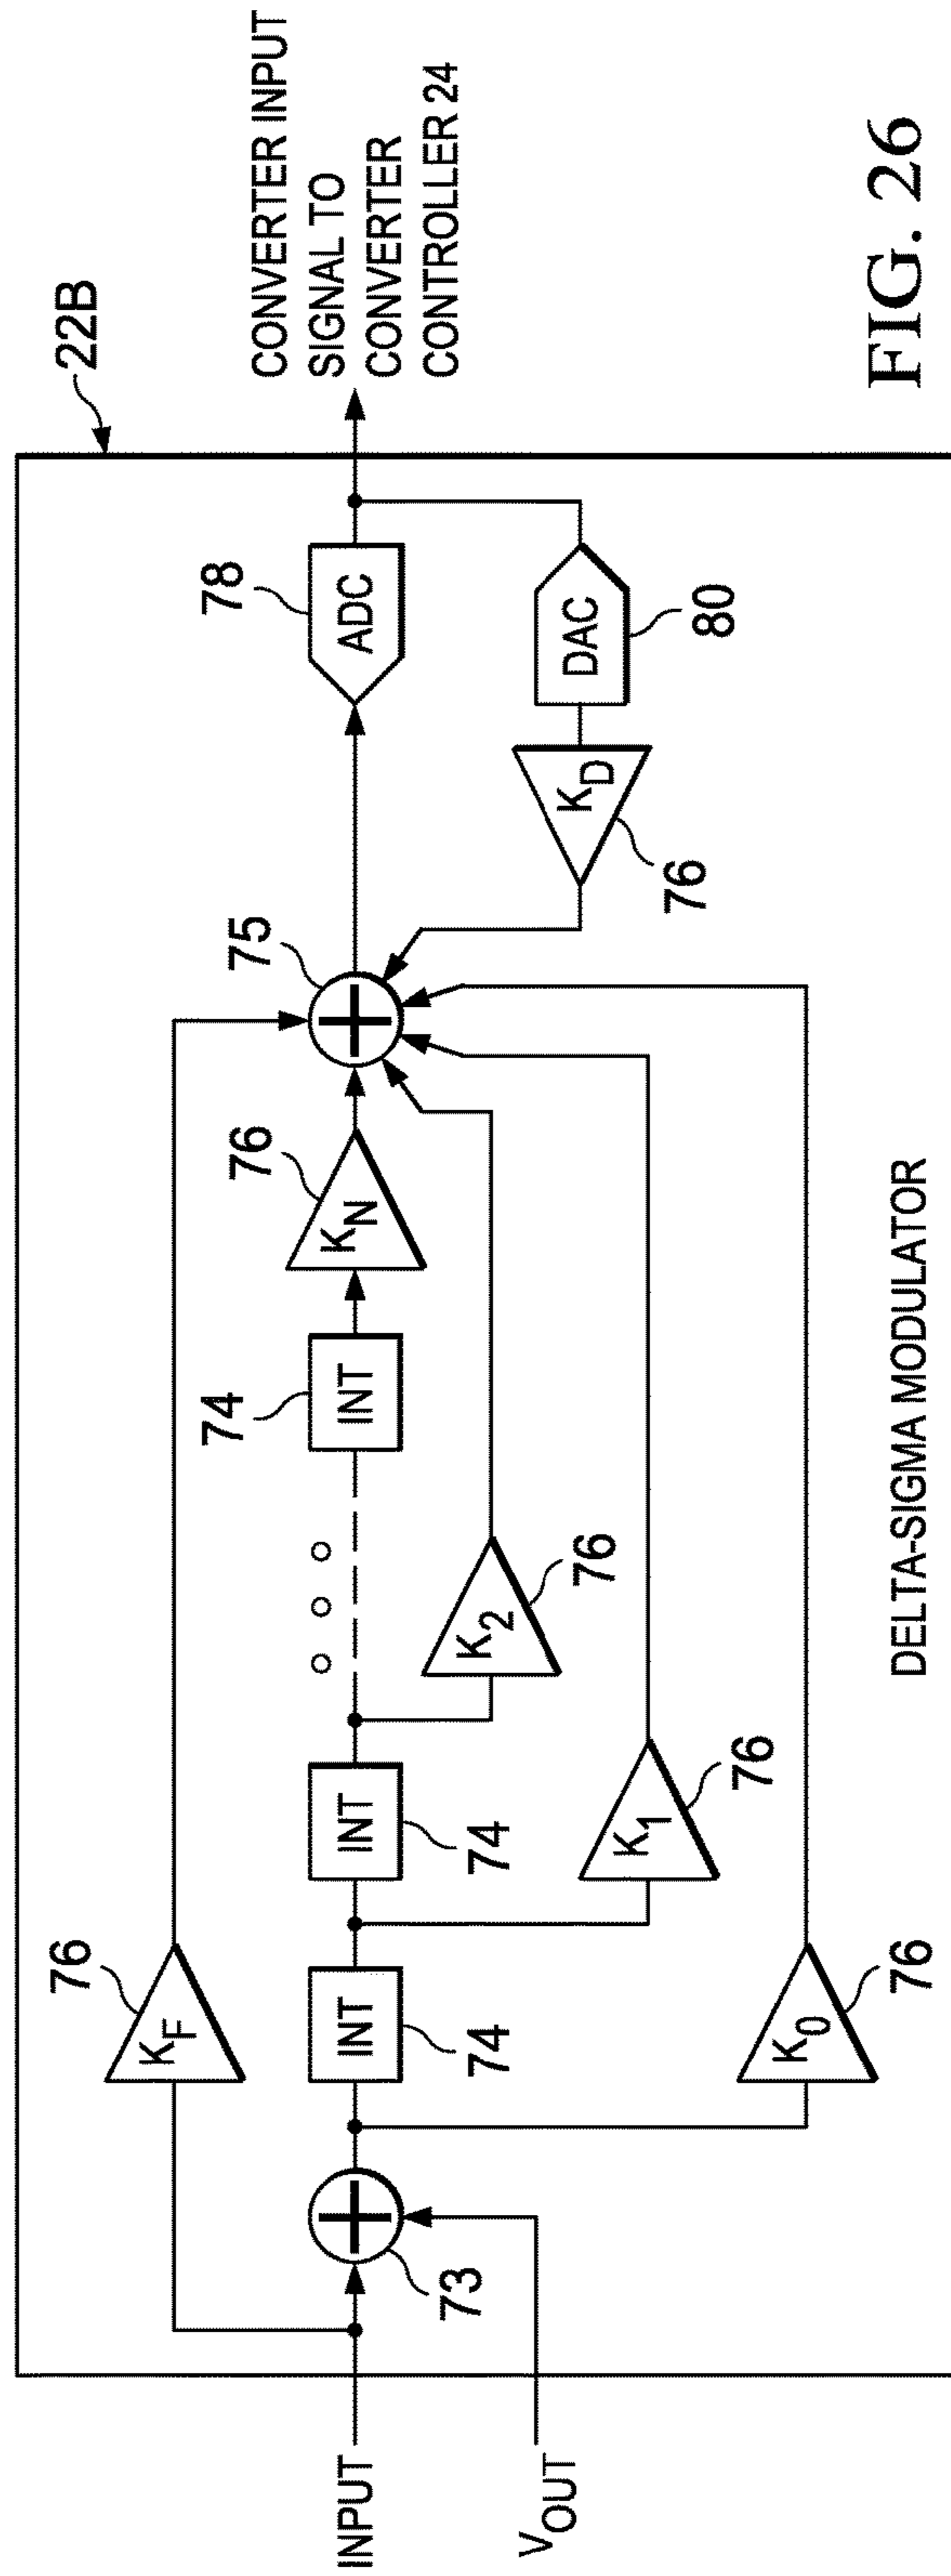 22B
76
K_F
INPUT
73
V_OUT
INT
74
INT
74
INT
74
K_N
76
75
ADC
78
DAC
80
K_D
76
K_2
76
K_1
76
K_0
76
CONVERTER INPUT
SIGNAL TO
CONVERTER
CONTROLLER 24
DELTA-SIGMA MODULATOR
FIG. 26